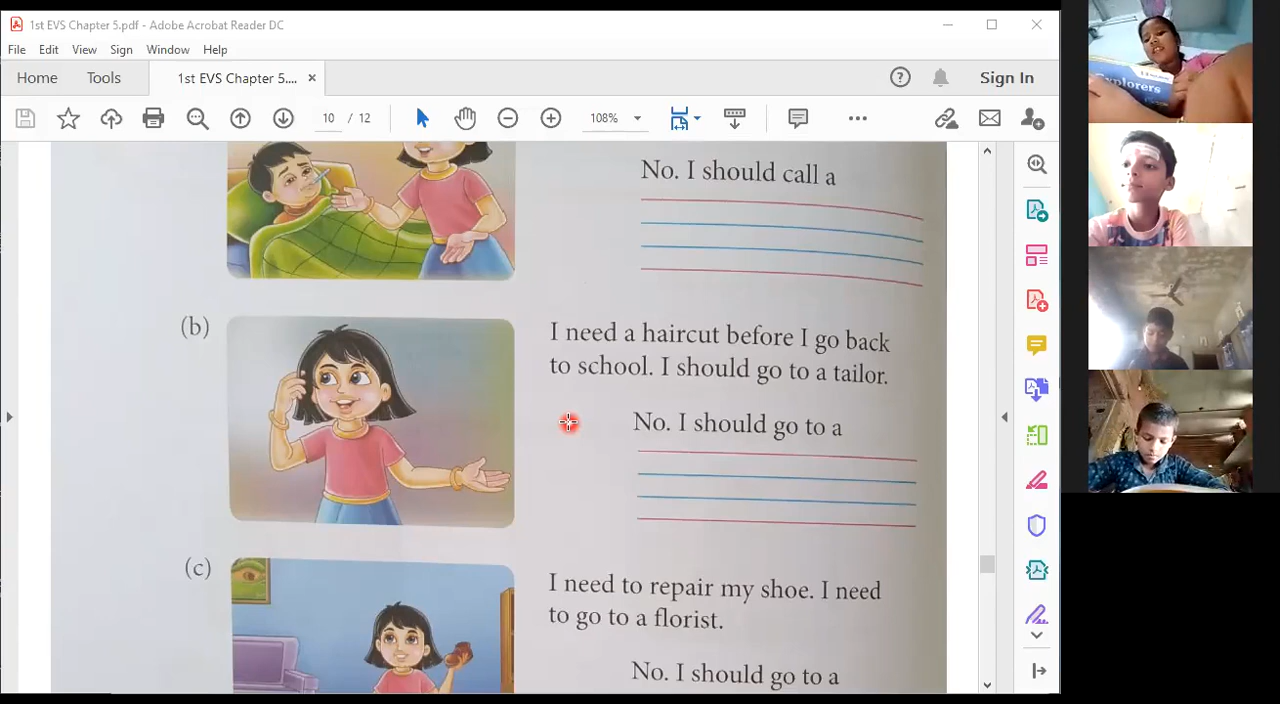 1st EVS Chapter 5.pdf - Adobe Acrobat Reader DC
File Edit View Sign Window Help
Home Tools 1st EVS Chapter 5.... × Sign In
10 / 12 108%
No. I should call a
(b)
I need a haircut before I go back
to school. I should go to a tailor.
No. I should go to a
(c)
I need to repair my shoe. I need
to go to a florist.
No. I should go to a
Explorers